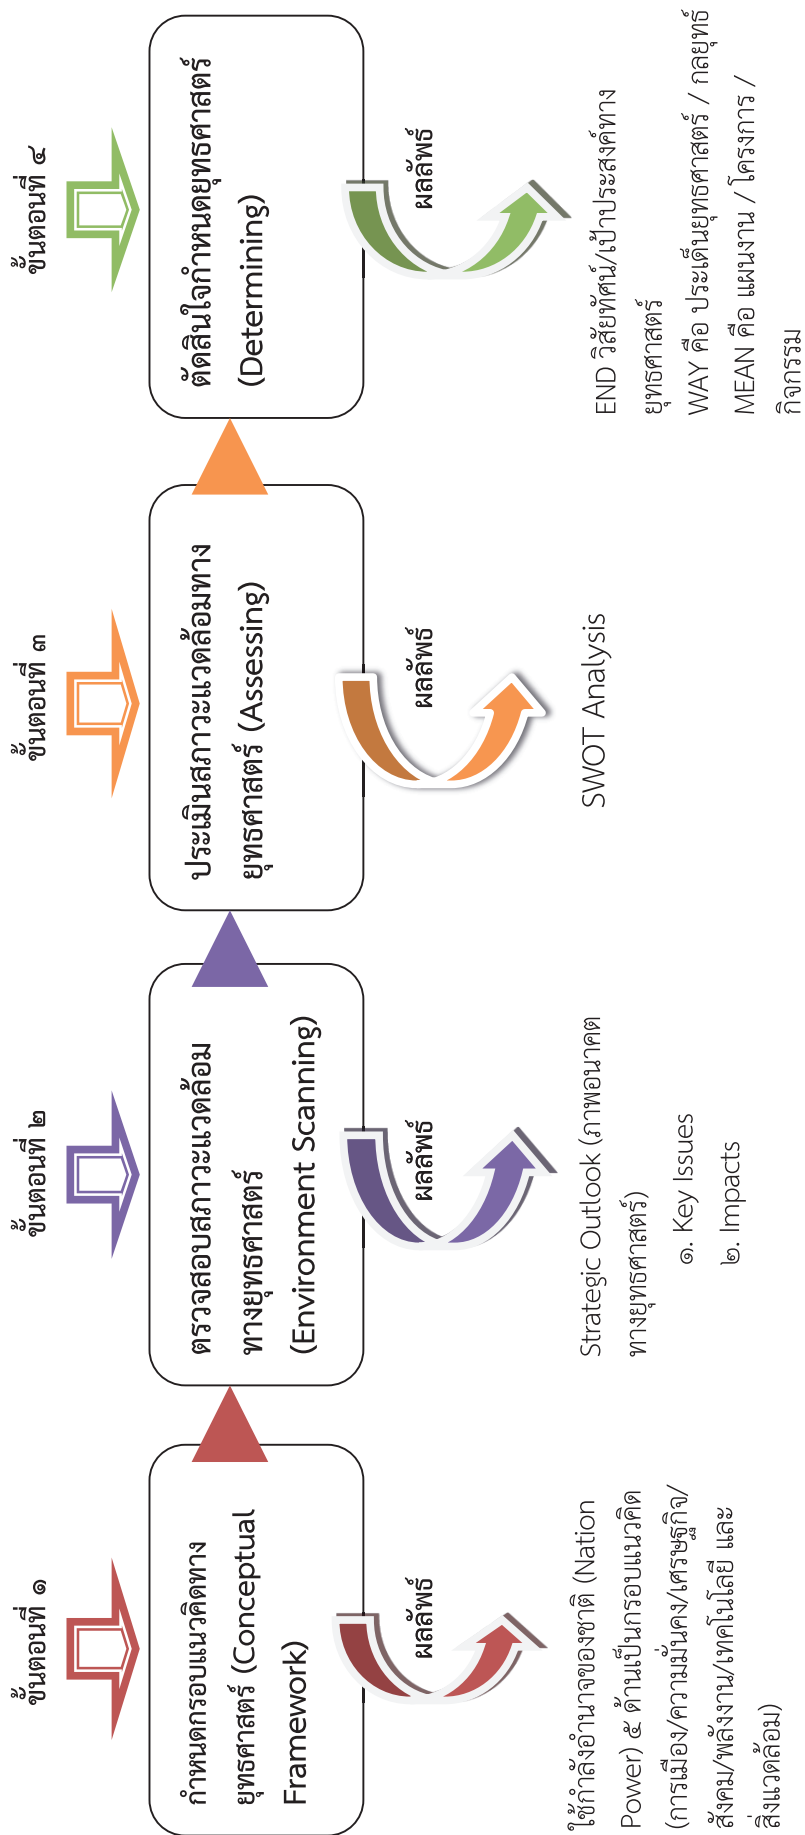 ขั้นตอนที่ ๑
กำหนดกรอบแนวคิดทาง
ยุทธศาสตร์ (Conceptual
Framework)
ผลลัพธ์
ใช้กำลังอำนาจของชาติ (Nation
Power) ๕ ด้านเป็นกรอบแนวคิด
(การเมือง/ความมั่นคง/เศรษฐกิจ/
สังคม/พลังงาน/เทคโนโลยี และ
สิ่งแวดล้อม)
ขั้นตอนที่ ๒
ตรวจสอบสภาวะแวดล้อม
ทางยุทธศาสตร์
(Environment Scanning)
ผลลัพธ์
Strategic Outlook (ภาพอนาคต
ทางยุทธศาสตร์)
๑. Key Issues
๒. Impacts
ขั้นตอนที่ ๓
ประเมินสภาวะแวดล้อมทาง
ยุทธศาสตร์ (Assessing)
ผลลัพธ์
SWOT Analysis
ขั้นตอนที่ ๔
ตัดสินใจกำหนดยุทธศาสตร์
(Determining)
ผลลัพธ์
END วิสัยทัศน์/เป้าประสงค์ทาง
ยุทธศาสตร์
WAY คือ ประเด็นยุทธศาสตร์ / กลยุทธ์
MEAN คือ แผนงาน / โครงการ /
กิจกรรม